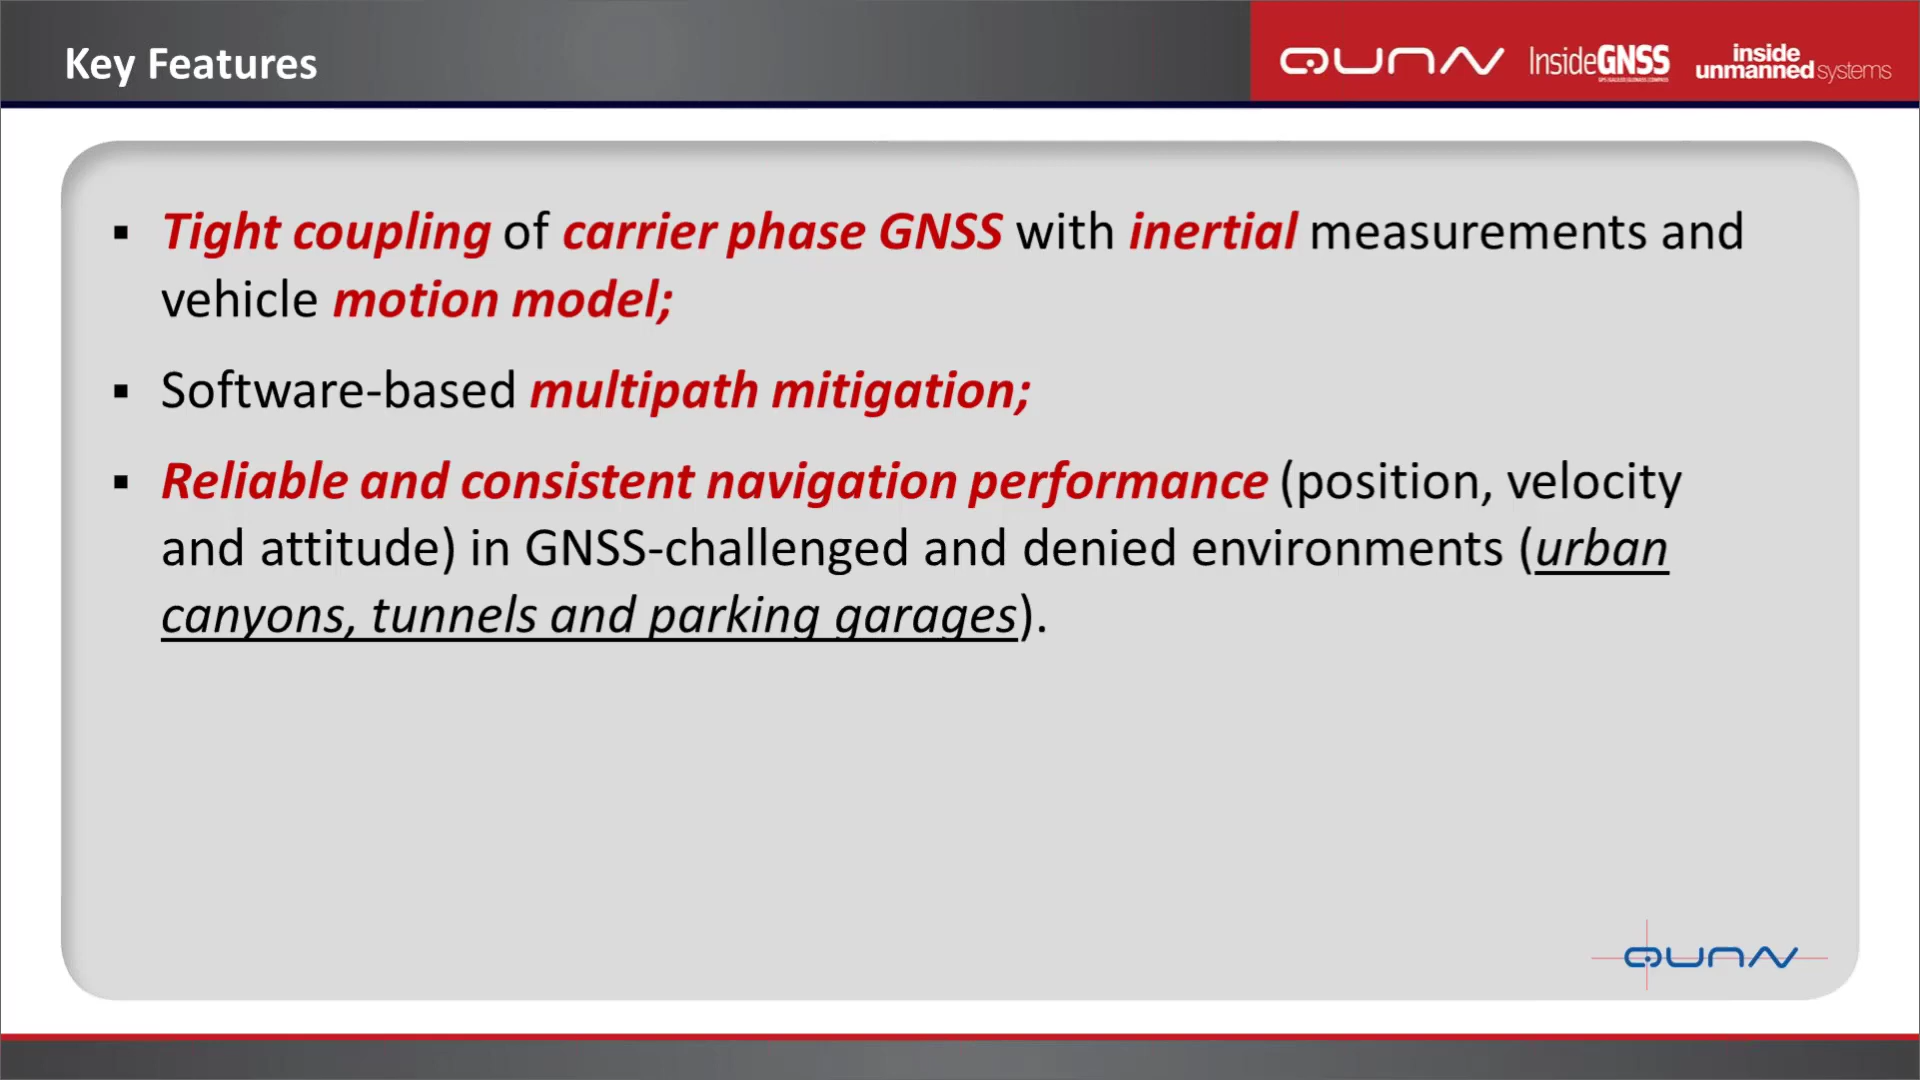 Key Features
QUNAV
InsideGNSS
inside
unmanned systems
▪ Tight coupling of carrier phase GNSS with inertial measurements and
vehicle motion model;
▪ Software-based multipath mitigation;
▪ Reliable and consistent navigation performance (position, velocity
and attitude) in GNSS-challenged and denied environments (urban
canyons, tunnels and parking garages).
QUNAV